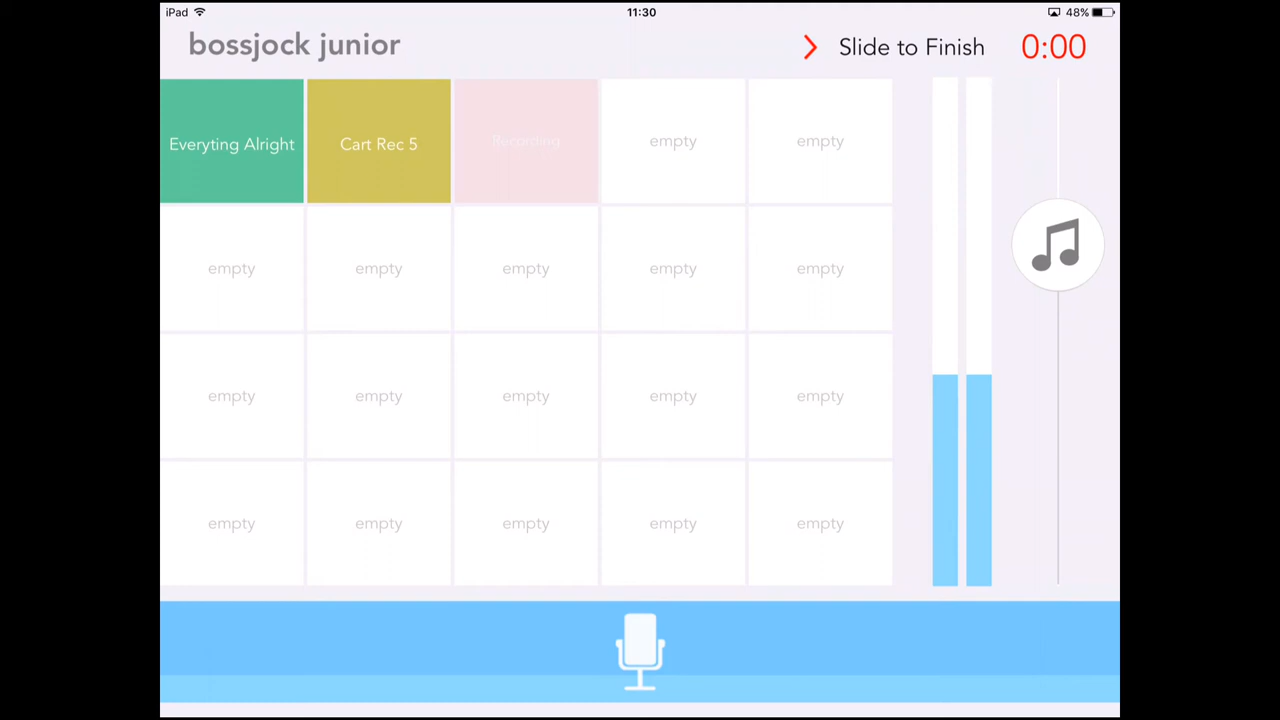 iPad 11:30 48%
bossjock junior
Slide to Finish 0:00
Everyting Alright Cart Rec 5 Recording empty empty
empty empty empty empty empty
empty empty empty empty empty
empty empty empty empty empty